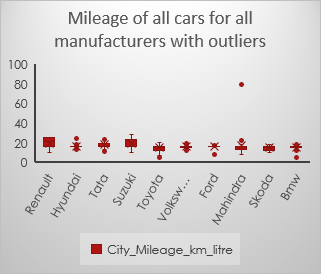 Mileage of all cars for all
manufacturers with outliers
100
80
60
40
20
0
Renault
Hyundai
Tata
Suzuki
Toyota
Volksw...
Ford
Mahindra
Skoda
Bmw
City_Mileage_km_litre